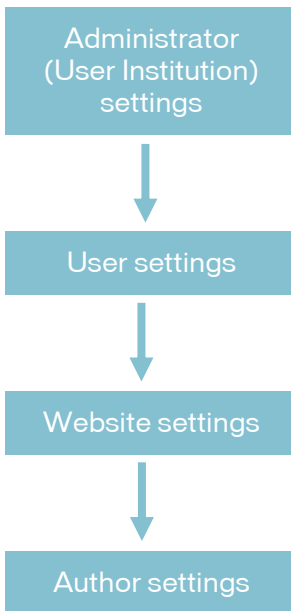 Administrator
(User Institution)
settings
User settings
Website settings
Author settings